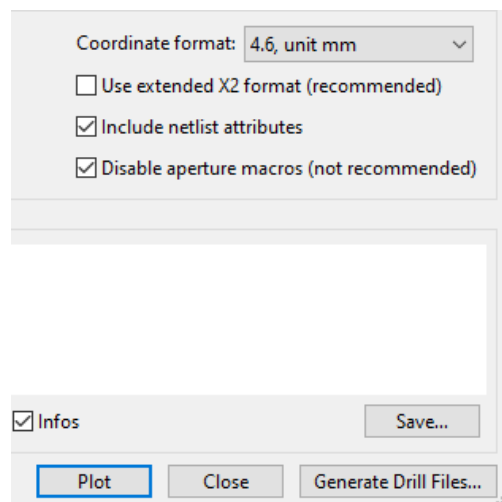 Coordinate format: 4.6, unit mm
Use extended X2 format (recommended)
Include netlist attributes
Disable aperture macros (not recommended)
Infos Save...
Plot Close Generate Drill Files...